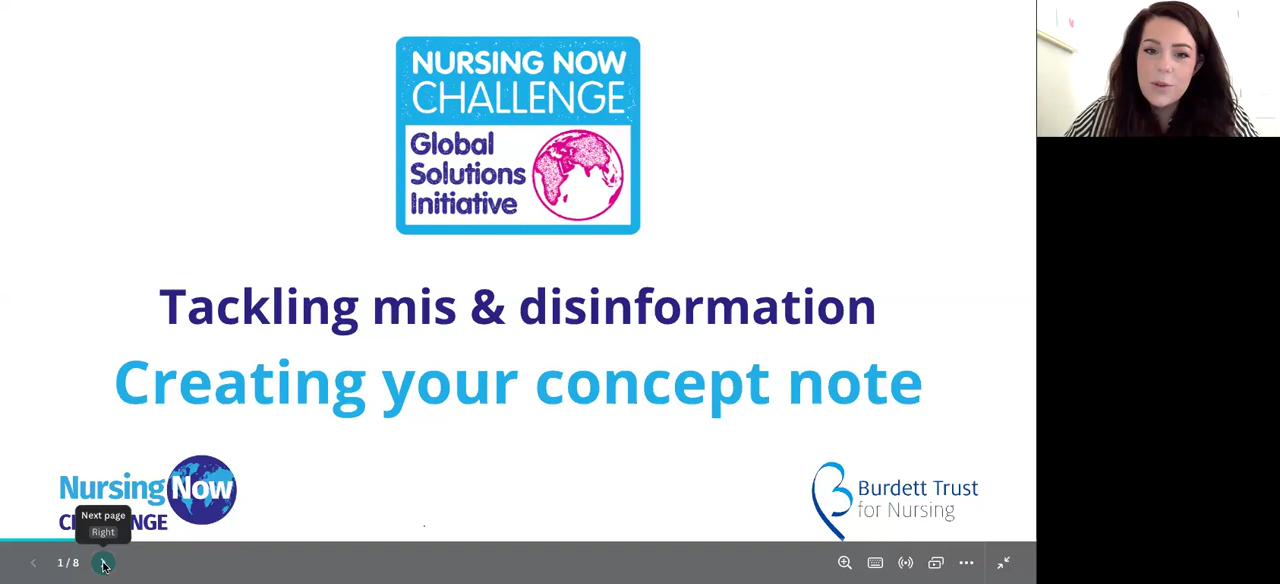 NURSING NOW
CHALLENGE
Global
Solutions
Initiative
Tackling mis & disinformation
Creating your concept note
Nursing Now
Burdett Trust
for Nursing
Next page
Right
1 / 8